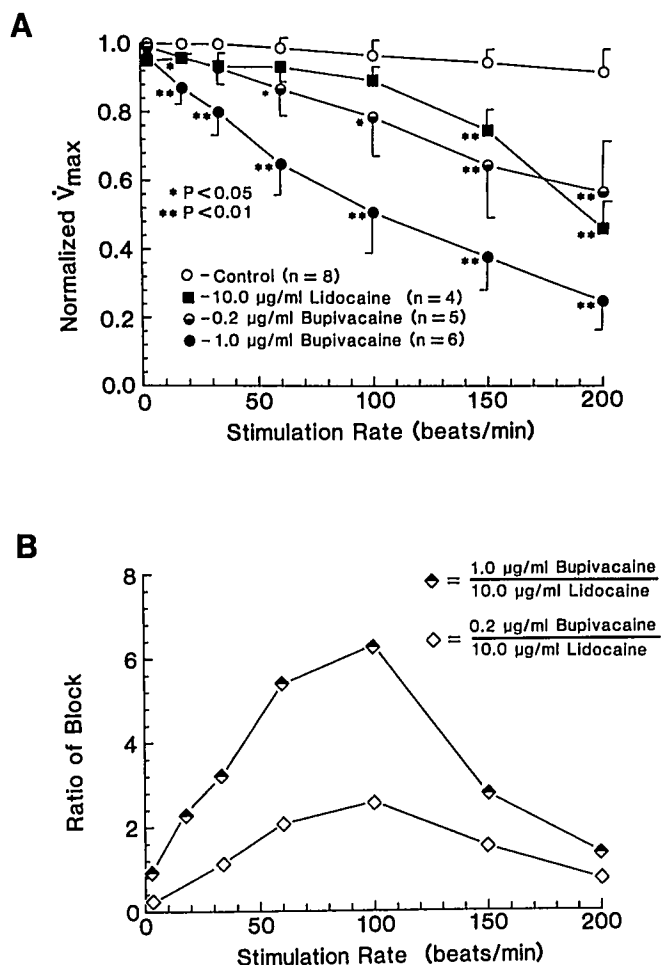 A
1.0
0.8
0.6
0.4
0.2
0.0
Normalized V̇max
* P<0.05
** P<0.01
-Control (n = 8)
-10.0 µg/ml Lidocaine (n = 4)
-0.2 µg/ml Bupivacaine (n = 5)
-1.0 µg/ml Bupivacaine (n = 6)
* ** ** * ** * ** ** ** ** ** ** **
0 50 100 150 200
Stimulation Rate (beats/min)
B
8
6
4
2
0
Ratio of Block
= 1.0 µg/ml Bupivacaine
10.0 µg/ml Lidocaine
= 0.2 µg/ml Bupivacaine
10.0 µg/ml Lidocaine
0 50 100 150 200
Stimulation Rate (beats/min)